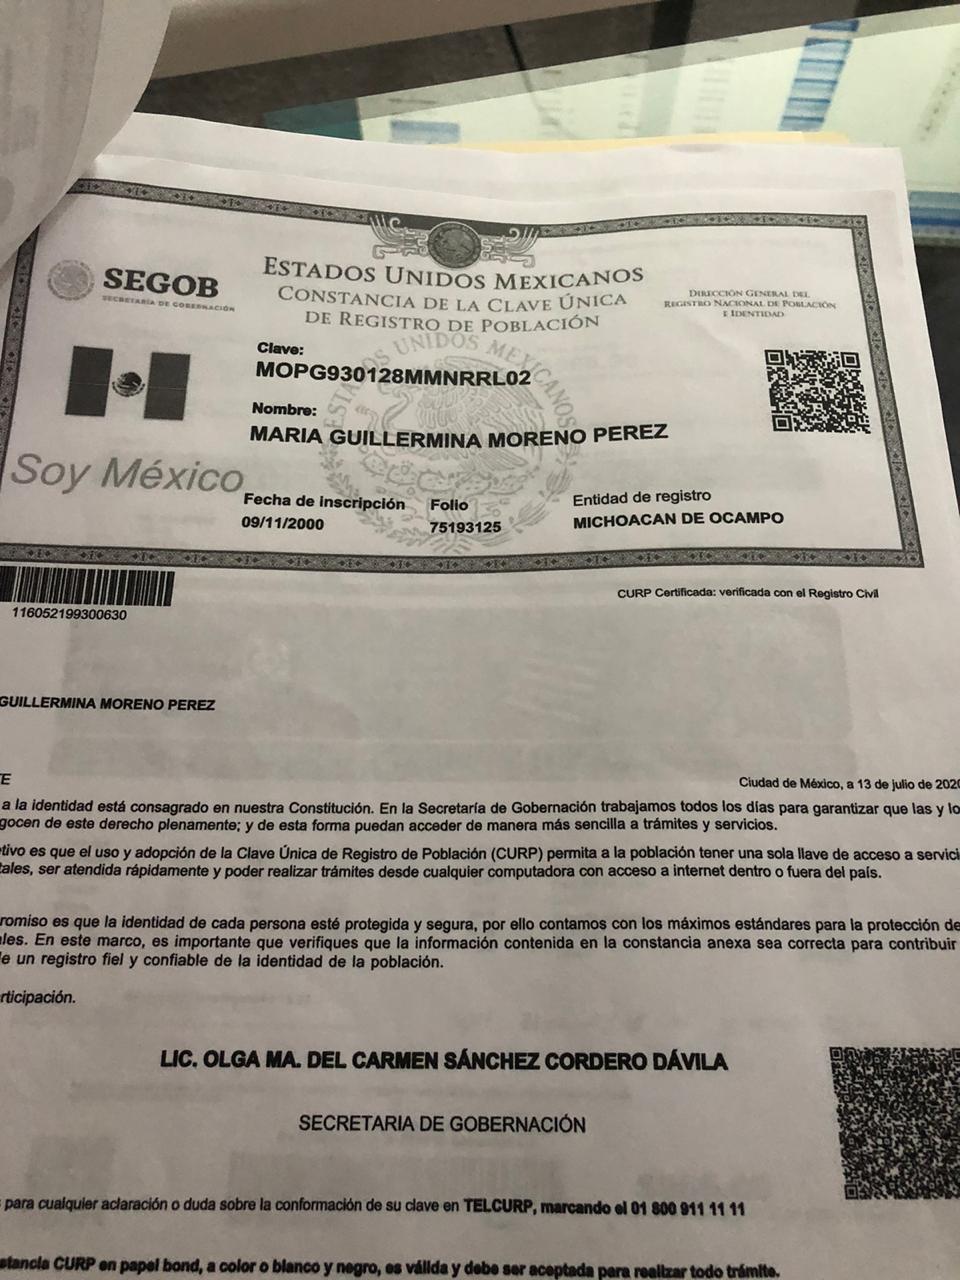 SEGOB
SECRETARÍA DE GOBERNACIÓN
ESTADOS UNIDOS MEXICANOS
CONSTANCIA DE LA CLAVE ÚNICA
DE REGISTRO DE POBLACIÓN
DIRECCIÓN GENERAL DEL
REGISTRO NACIONAL DE POBLACIÓN
E IDENTIDAD
Clave:
MOPG930128MMNRRL02
Nombre:
MARIA GUILLERMINA MORENO PEREZ
Soy México
Fecha de inscripción
09/11/2000
Folio
75193125
Entidad de registro
MICHOACAN DE OCAMPO
ESTADOS UNIDOS MEXICANOS
116052199300630
CURP Certificada: verificada con el Registro Civil
GUILLERMINA MORENO PEREZ
TE
Ciudad de México, a 13 de julio de 2020
a la identidad está consagrado en nuestra Constitución. En la Secretaría de Gobernación trabajamos todos los días para garantizar que las y lo
gocen de este derecho plenamente; y de esta forma puedan acceder de manera más sencilla a trámites y servicios.
tivo es que el uso y adopción de la Clave Única de Registro de Población (CURP) permita a la población tener una sola llave de acceso a servici
tales, ser atendida rápidamente y poder realizar trámites desde cualquier computadora con acceso a internet dentro o fuera del país.
romiso es que la identidad de cada persona esté protegida y segura, por ello contamos con los máximos estándares para la protección de
ales. En este marco, es importante que verifiques que la información contenida en la constancia anexa sea correcta para contribuir
e un registro fiel y confiable de la identidad de la población.
rticipación.
LIC. OLGA MA. DEL CARMEN SÁNCHEZ CORDERO DÁVILA
SECRETARIA DE GOBERNACIÓN
para cualquier aclaración o duda sobre la conformación de su clave en TELCURP, marcando el 01 800 911 11 11
stancia CURP en papel bond, a color o blanco y negro, es válida y debe ser aceptada para realizar todo trámite.